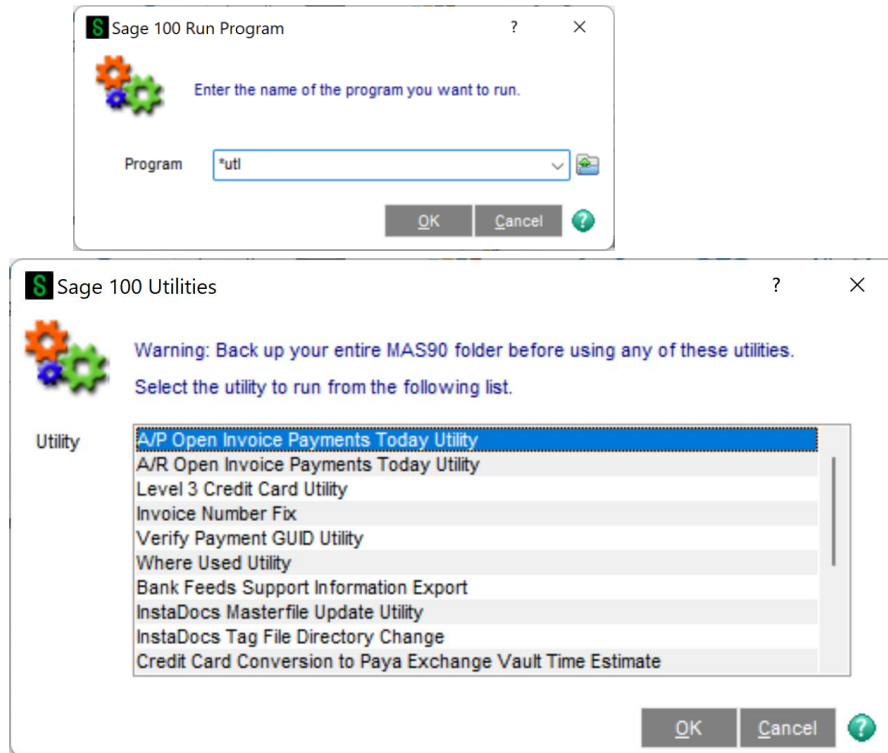 S Sage 100 Run Program ? ×
Enter the name of the program you want to run.
Program *utl
OK Cancel ?
S Sage 100 Utilities ? ×
Warning: Back up your entire MAS90 folder before using any of these utilities.
Select the utility to run from the following list.
Utility A/P Open Invoice Payments Today Utility
A/R Open Invoice Payments Today Utility
Level 3 Credit Card Utility
Invoice Number Fix
Verify Payment GUID Utility
Where Used Utility
Bank Feeds Support Information Export
InstaDocs Masterfile Update Utility
InstaDocs Tag File Directory Change
Credit Card Conversion to Paya Exchange Vault Time Estimate
OK Cancel ?